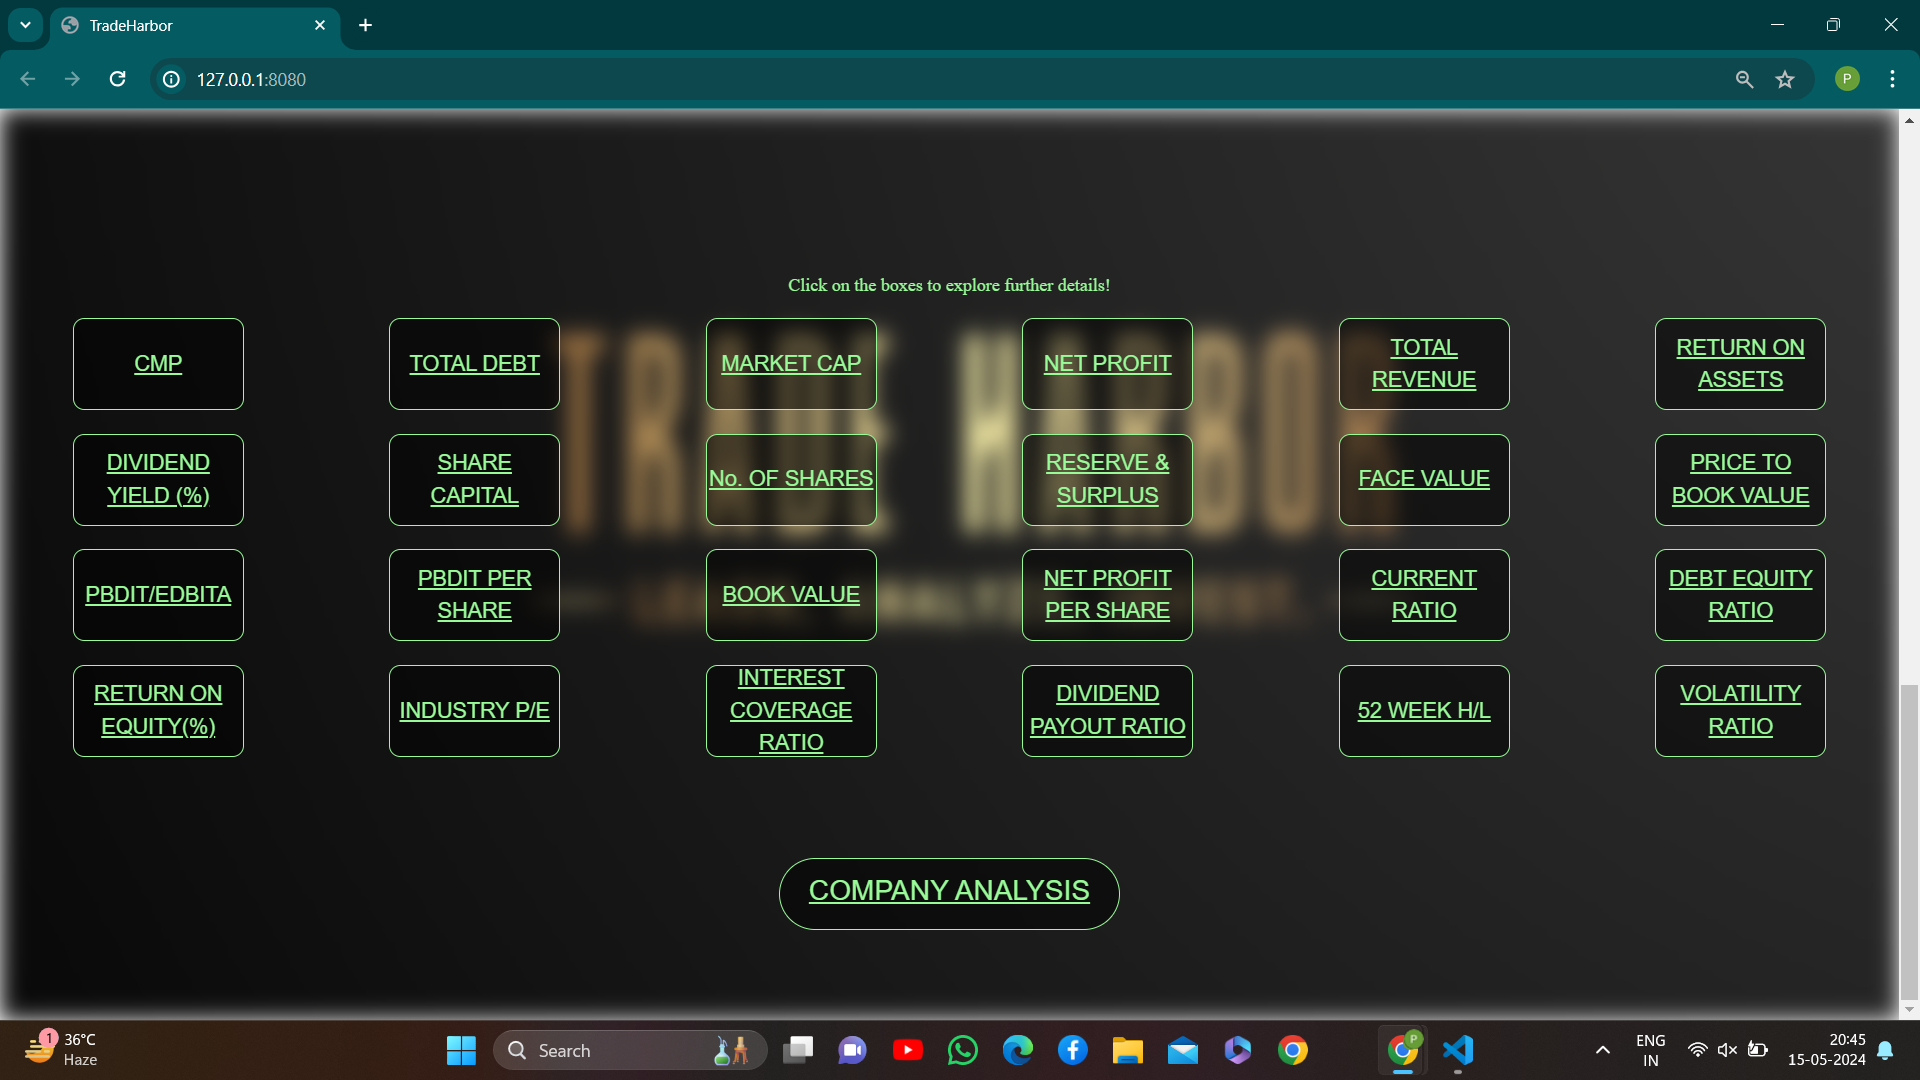 TradeHarbor
127.0.0.1:8080
P
Click on the boxes to explore further details!
CMP
TOTAL DEBT
MARKET CAP
NET PROFIT
TOTAL
REVENUE
RETURN ON
ASSETS
DIVIDEND
YIELD (%)
SHARE
CAPITAL
No. OF SHARES
RESERVE &
SURPLUS
FACE VALUE
PRICE TO
BOOK VALUE
PBDIT/EDBITA
PBDIT PER
SHARE
BOOK VALUE
NET PROFIT
PER SHARE
CURRENT
RATIO
DEBT EQUITY
RATIO
RETURN ON
EQUITY(%)
INDUSTRY P/E
INTEREST
COVERAGE
RATIO
DIVIDEND
PAYOUT RATIO
52 WEEK H/L
VOLATILITY
RATIO
TRADE HARBOR
COMPANY ANALYSIS
1
36°C
Haze
Search
P
ENG
IN
20:45
15-05-2024